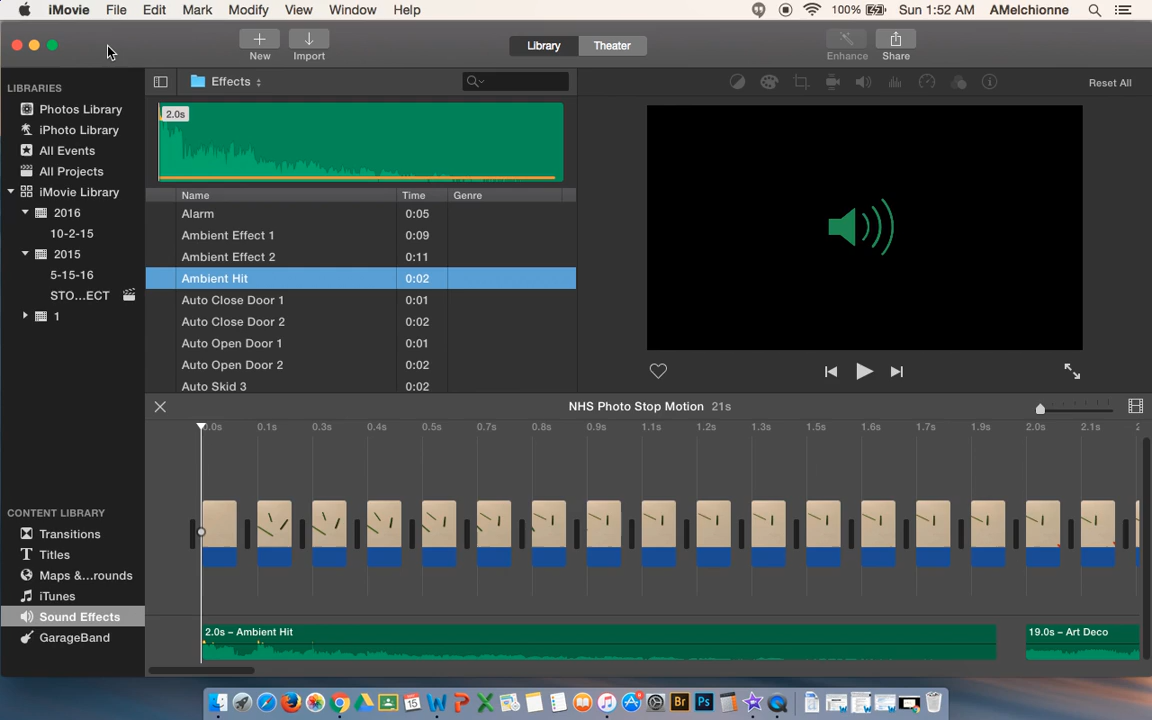 iMovie File Edit Mark Modify View Window Help 100% Sun 1:52 AM AMelchionne
New Import Library Theater Enhance Share
LIBRARIES
Photos Library
iPhoto Library
All Events
All Projects
iMovie Library
2016
10-2-15
2015
5-15-16
STO...ECT
1
CONTENT LIBRARY
Transitions
Titles
Maps &...rounds
iTunes
Sound Effects
GarageBand
Effects
2.0s
Name Time Genre
Alarm 0:05
Ambient Effect 1 0:09
Ambient Effect 2 0:11
Ambient Hit 0:02
Auto Close Door 1 0:01
Auto Close Door 2 0:02
Auto Open Door 1 0:01
Auto Open Door 2 0:02
Auto Skid 3 0:02
Reset All
NHS Photo Stop Motion 21s
0.0s 0.1s 0.3s 0.4s 0.5s 0.7s 0.8s 0.9s 1.1s 1.2s 1.3s 1.5s 1.6s 1.7s 1.9s 2.0s 2.1s 2
2.0s – Ambient Hit 19.0s – Art Deco
15
Br Ps